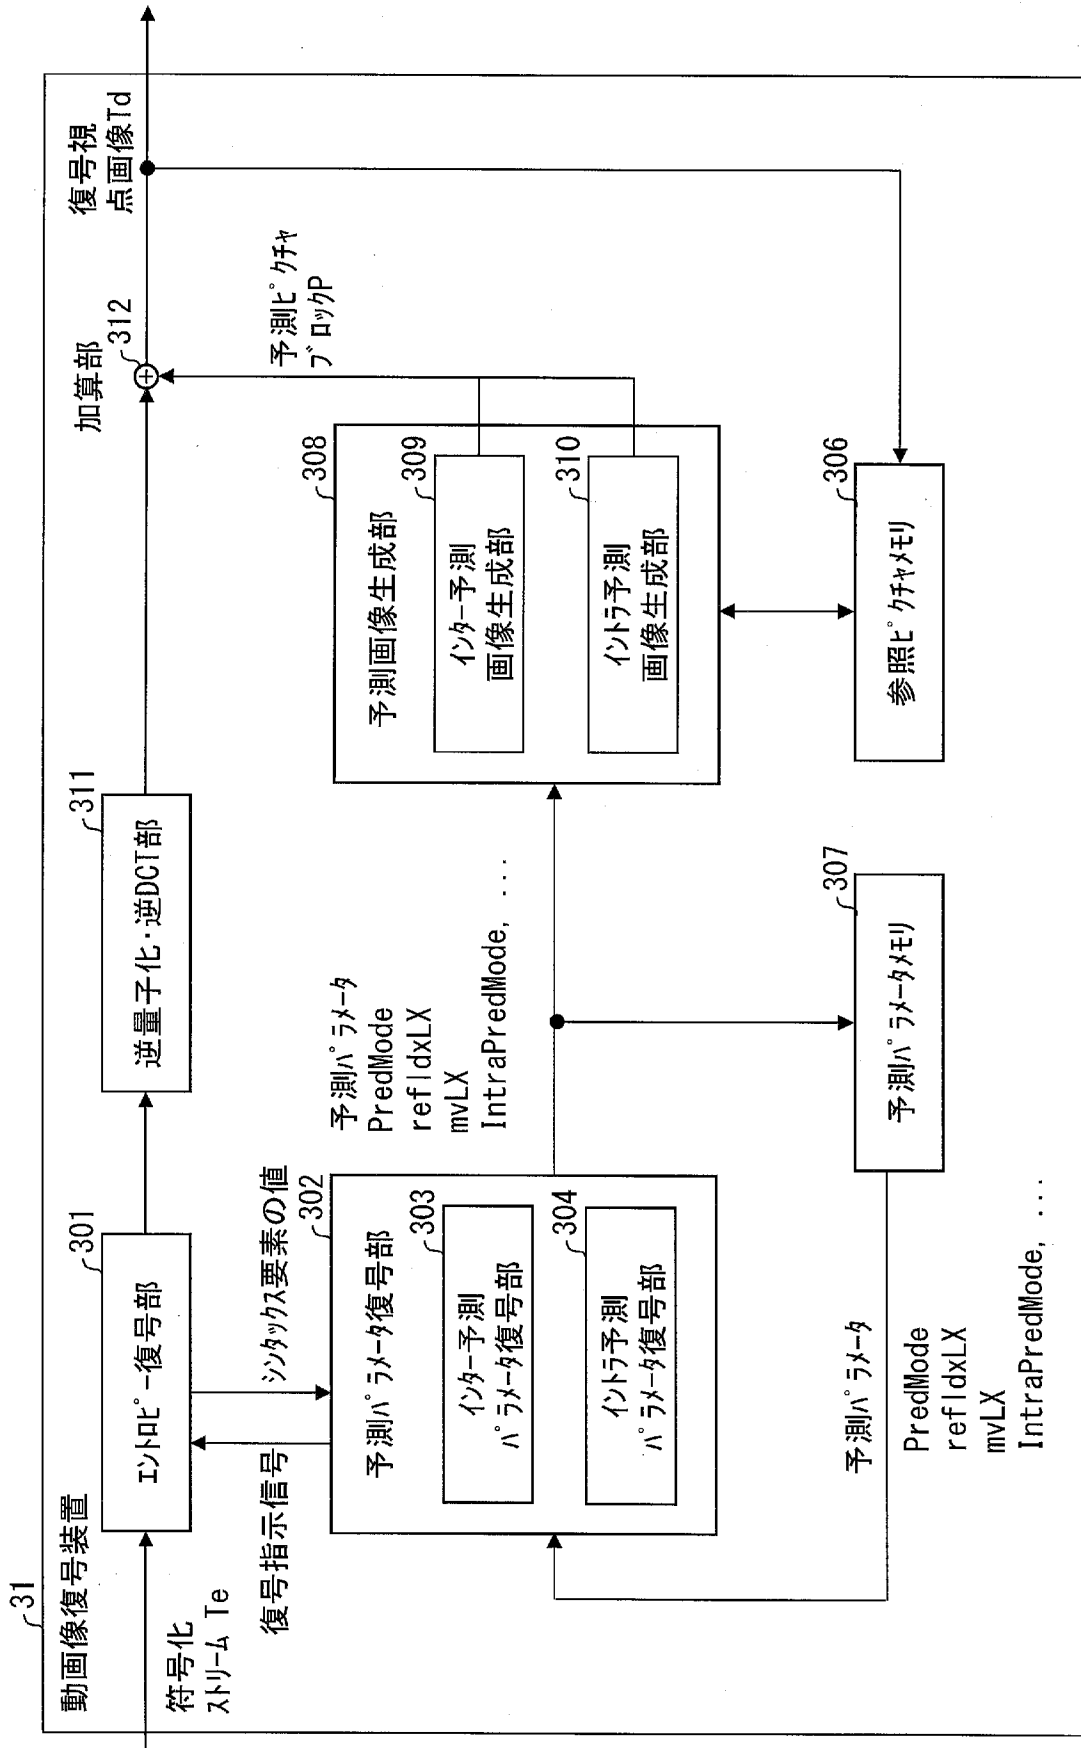 31
動画像復号装置
符号化
ストリーム Te
エントロピー復号部
301
逆量子化・逆DCT部
311
加算部
312
復号視
点画像Td
復号指示信号
シンタックス要素の値
302
予測パラメータ復号部
303
インター予測
パラメータ復号部
304
イントラ予測
パラメータ復号部
予測パラメータ
PredMode
refIdxLX
mvLX
IntraPredMode, ...
308
予測画像生成部
309
インター予測
画像生成部
310
イントラ予測
画像生成部
予測ピクチャ
ブロックP
307
予測パラメータメモリ
306
参照ピクチャメモリ
予測パラメータ
PredMode
refIdxLX
mvLX
IntraPredMode, ...